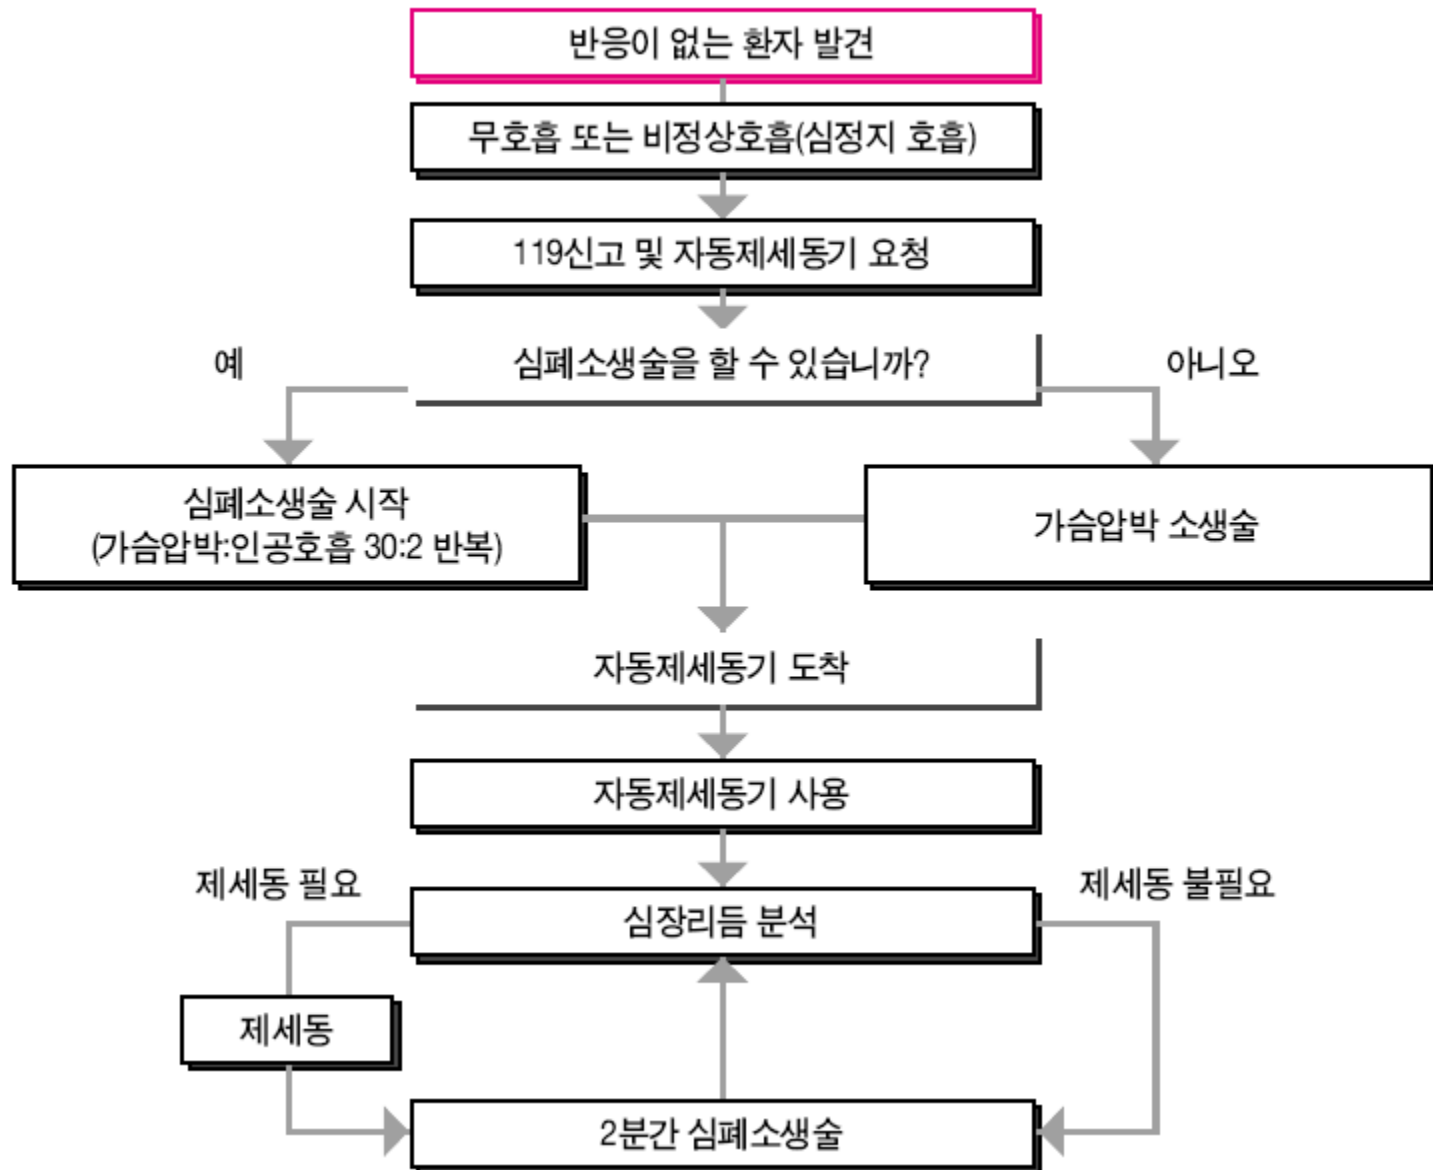 반응이 없는 환자 발견
무호흡 또는 비정상호흡(심정지 호흡)
119신고 및 자동제세동기 요청
예
심폐소생술을 할 수 있습니까?
아니오
심폐소생술 시작
(가슴압박:인공호흡 30:2 반복)
가슴압박 소생술
자동제세동기 도착
자동제세동기 사용
제세동 필요
제세동 불필요
심장리듬 분석
제세동
2분간 심폐소생술